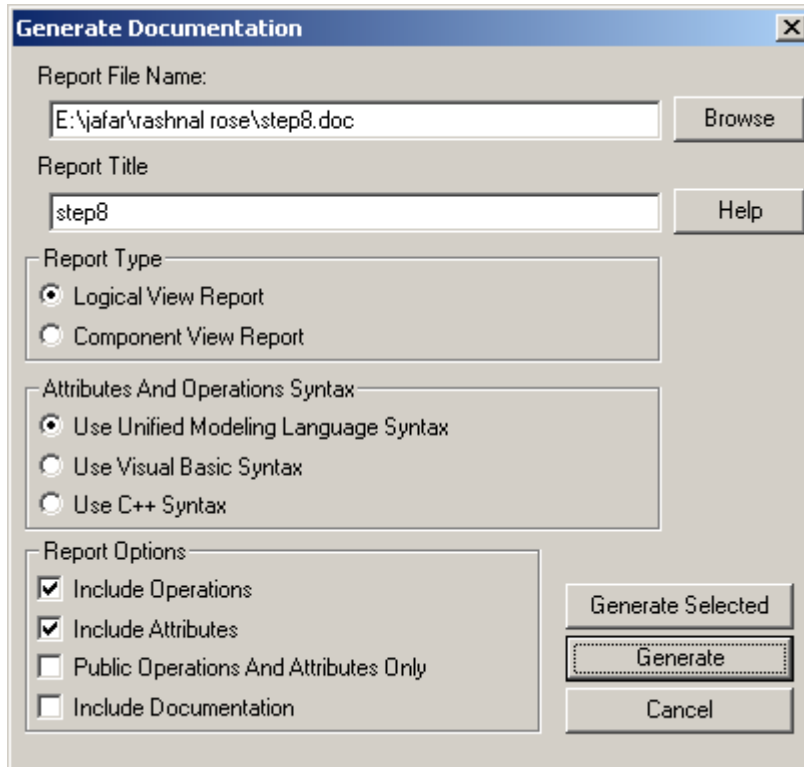 Generate Documentation
Report File Name:
E:\jafar\rashnal rose\step8.doc
Browse
Report Title
step8
Help
Report Type
Logical View Report
Component View Report
Attributes And Operations Syntax
Use Unified Modeling Language Syntax
Use Visual Basic Syntax
Use C++ Syntax
Report Options
Include Operations
Include Attributes
Public Operations And Attributes Only
Include Documentation
Generate Selected
Generate
Cancel